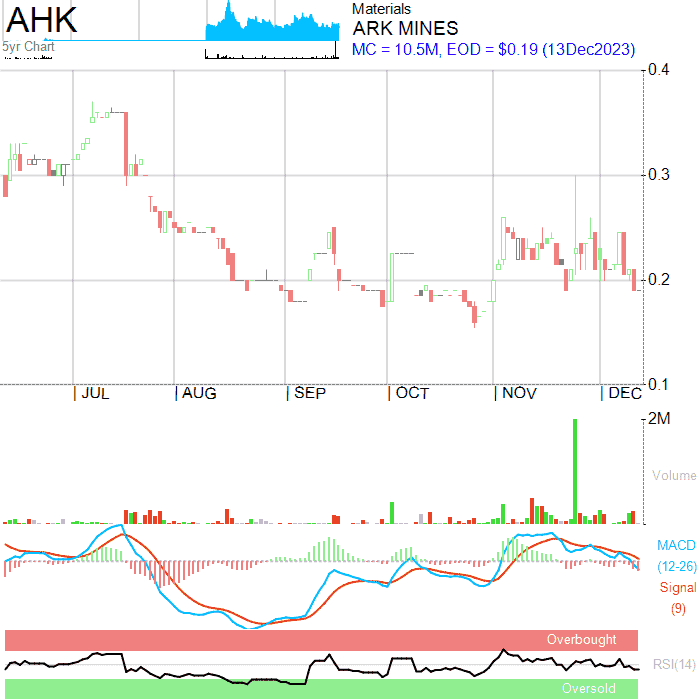 AHK
5yr Chart
Materials
ARK MINES
MC = 10.5M, EOD = $0.19 (13Dec2023)
0.4
0.3
0.2
0.1
JUL AUG SEP OCT NOV DEC
2M
Volume
MACD
(12-26)
Signal
(9)
Overbought
RSI(14)
Oversold